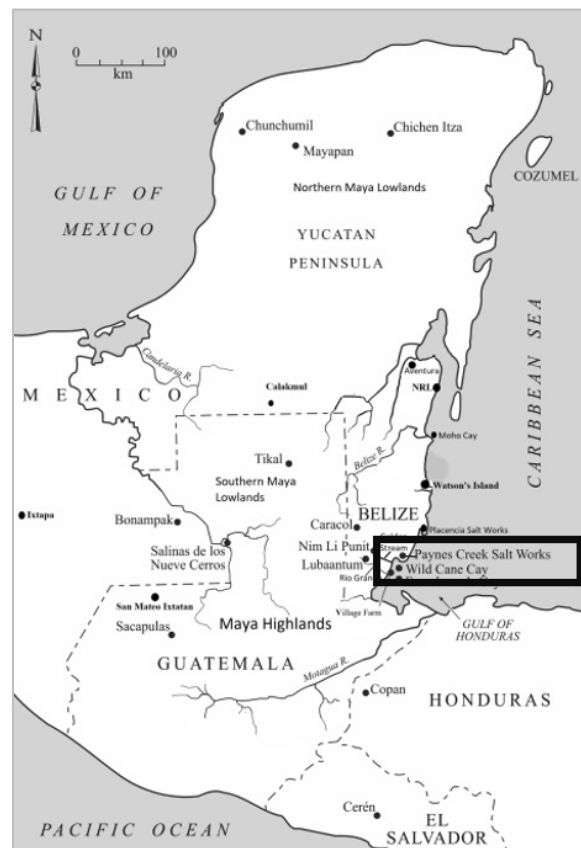 N
0 100
km
Chunchumil
Chichen Itza
Mayapan
COZUMEL
Northern Maya Lowlands
GULF OF
MEXICO
YUCATAN
PENINSULA
CARIBBEAN SEA
Candelaria R.
MEXICO
Aventura
NRL
Calakmul
Moho Cay
Tikal
Belize R.
Southern Maya
Lowlands
Watson's Island
Ixtapa
Bonampak
Caracol
BELIZE
Placencia Salt Works
Salinas de los
Nueve Cerros
Nim Li Punit
Stream
Paynes Creek Salt Works
Lubaantum
Wild Cane Cay
Rio Gran
San Mateo Ixtatan
Village Farm
Maya Highlands
GULF OF
HONDURAS
Sacapulas
GUATEMALA
Motagua R.
Copan
HONDURAS
Cerén
EL
SALVADOR
PACIFIC OCEAN